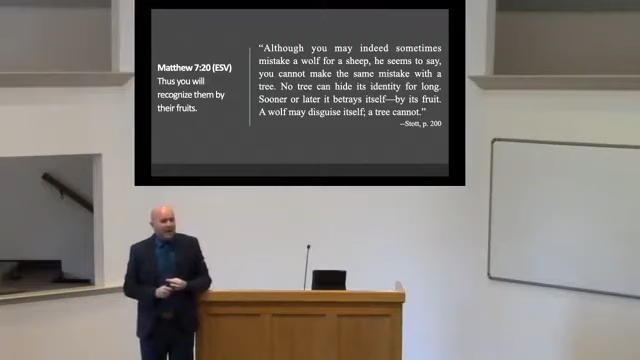 Matthew 7:20 (ESV)
Thus you will
recognize them by
their fruits.
“Although you may indeed sometimes
mistake a wolf for a sheep, he seems to say,
you cannot make the same mistake with a
tree. No tree can hide its identity for long.
Sooner or later it betrays itself—by its fruit.
A wolf may disguise itself; a tree cannot.”
--Stott, p. 200